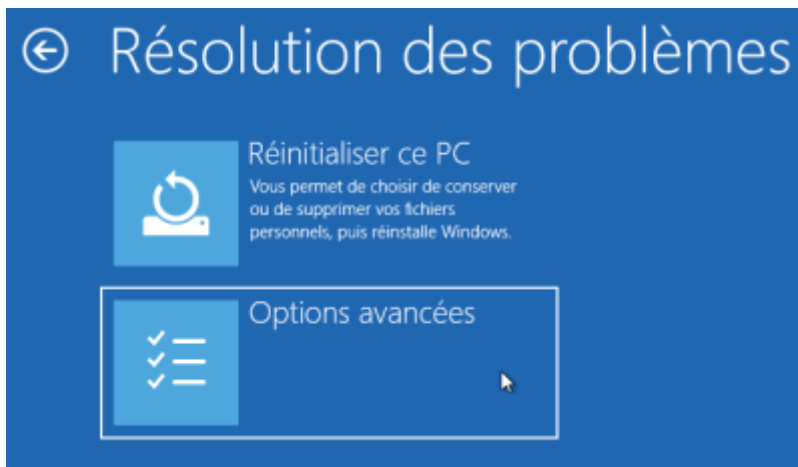 Résolution des problèmes
Réinitialiser ce PC
Vous permet de choisir de conserver
ou de supprimer vos fichiers
personnels, puis réinstalle Windows.
Options avancées